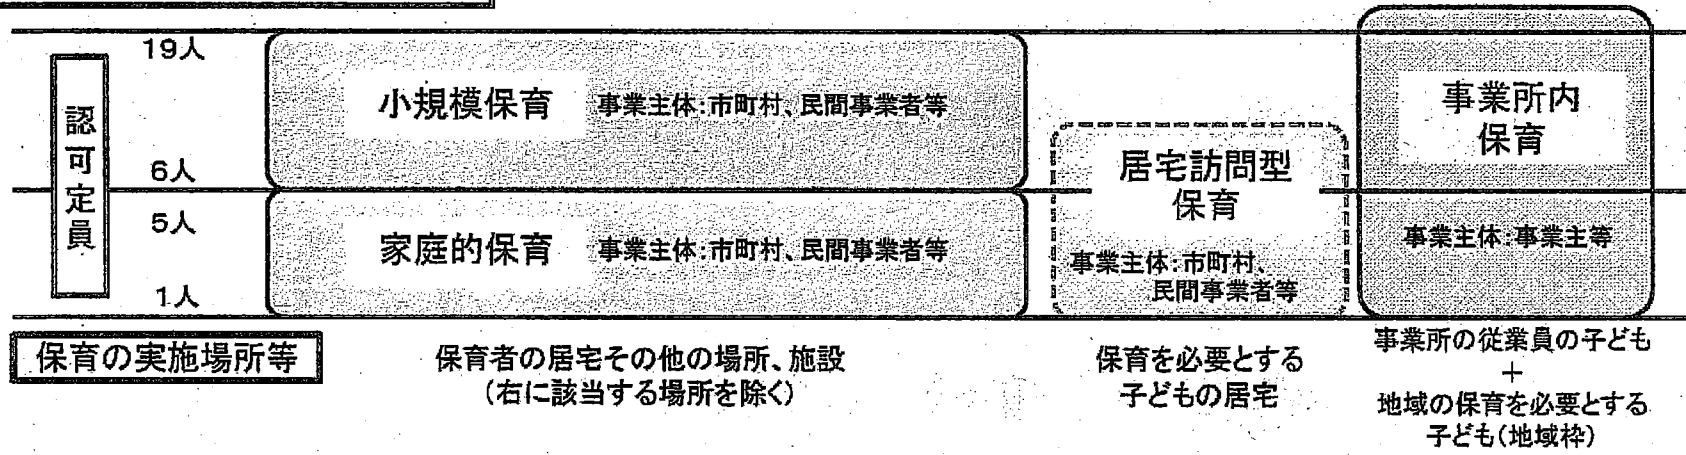 認可定員
19人
6人
5人
1人
小規模保育
事業主体:市町村、民間事業者等
家庭的保育
事業主体:市町村、民間事業者等
居宅訪問型
保育
事業主体:市町村、
民間事業者等
事業所内
保育
事業主体:事業主等
保育の実施場所等
保育者の居宅その他の場所、施設
(右に該当する場所を除く)
保育を必要とする
子どもの居宅
事業所の従業員の子ども
+
地域の保育を必要とする
子ども(地域枠)